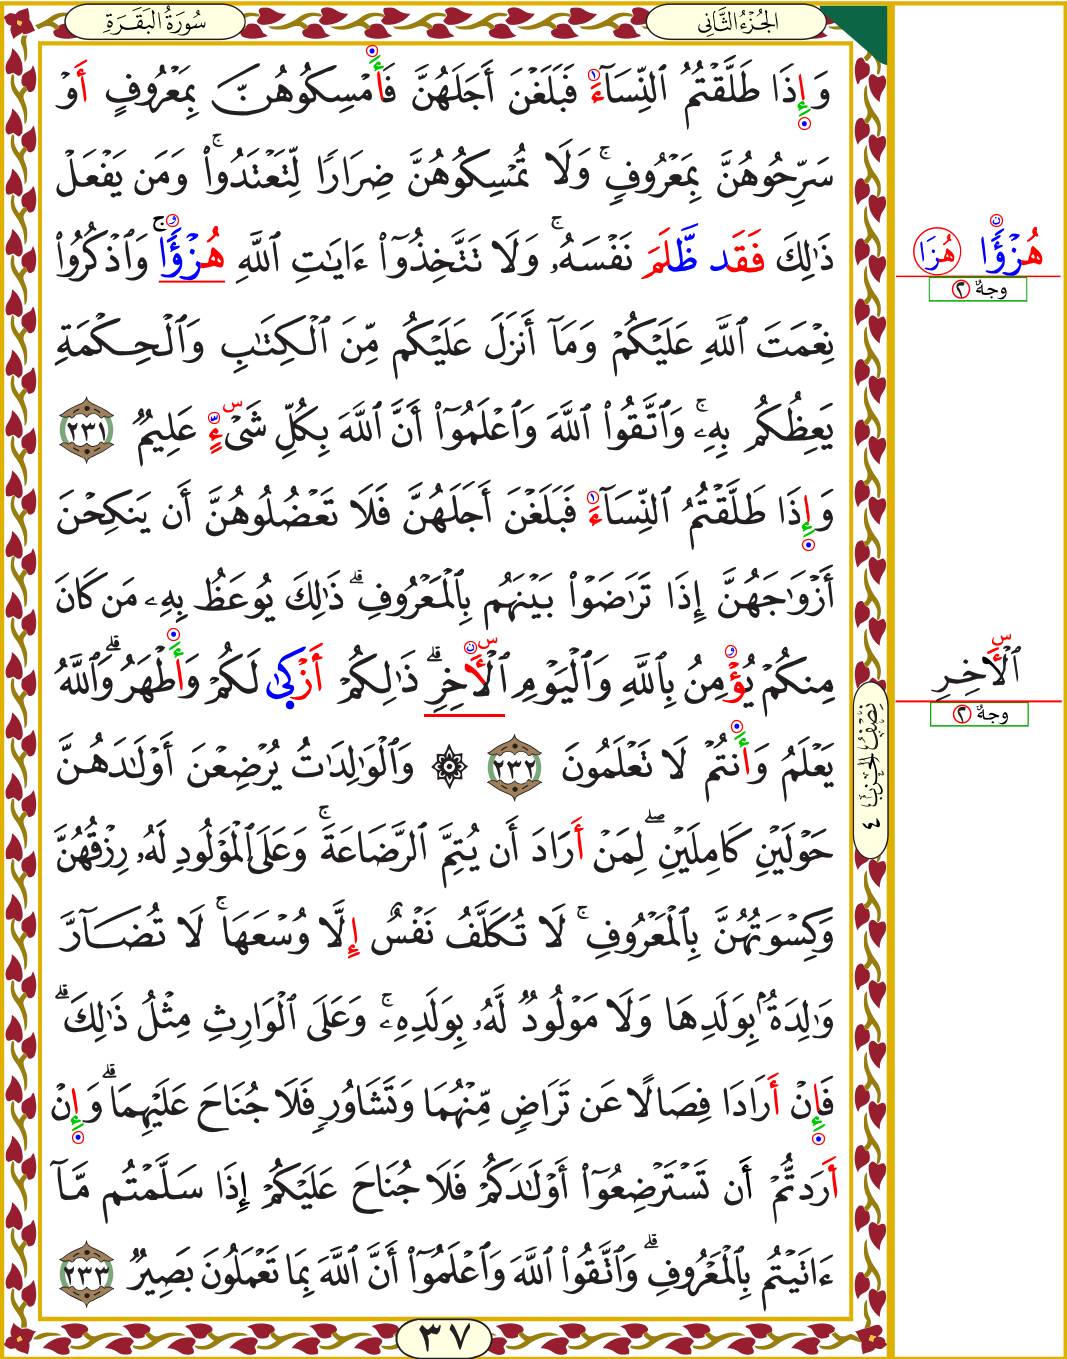 الجُزْءُ الثَّانِي
سُورَةُ البَقَرَةِ
وَإِذَا طَلَّقْتُمُ ٱلنِّسَآءَ فَبَلَغْنَ أَجَلَهُنَّ فَأَمْسِكُوهُنَّ بِمَعْرُوفٍ أَوْ
سَرِّحُوهُنَّ بِمَعْرُوفٍۚ وَلَا تُمْسِكُوهُنَّ ضِرَارًا لِّتَعْتَدُوا۟ۚ وَمَن يَفْعَلْ
ذَٰلِكَ فَقَد ظَّلَمَ نَفْسَهُۥۚ وَلَا تَتَّخِذُوٓا۟ ءَايَٰتِ ٱللَّهِ هُزْؤًاۚ وَٱذْكُرُوا۟
نِعْمَتَ ٱللَّهِ عَلَيْكُمْ وَمَآ أَنزَلَ عَلَيْكُم مِّنَ ٱلْكِتَٰبِ وَٱلْحِكْمَةِ
يَعِظُكُم بِهِۦۚ وَٱتَّقُوا۟ ٱللَّهَ وَٱعْلَمُوٓا۟ أَنَّ ٱللَّهَ بِكُلِّ شَىْءٍ عَلِيمٌ ٢٣١
وَإِذَا طَلَّقْتُمُ ٱلنِّسَآءَ فَبَلَغْنَ أَجَلَهُنَّ فَلَا تَعْضُلُوهُنَّ أَن يَنكِحْنَ
أَزْوَٰجَهُنَّ إِذَا تَرَٰضَوْا۟ بَيْنَهُم بِٱلْمَعْرُوفِۗ ذَٰلِكَ يُوعَظُ بِهِۦ مَن كَانَ
مِنكُمْ يُؤْمِنُ بِٱللَّهِ وَٱلْيَوْمِ ٱلْأَخِرِۗ ذَٰلِكُمْ أَزْكَىٰ لَكُمْ وَأَطْهَرُۗ وَٱللَّهُ
يَعْلَمُ وَأَنتُمْ لَا تَعْلَمُونَ ٢٣٢ ۞ وَٱلْوَٰلِدَٰتُ يُرْضِعْنَ أَوْلَٰدَهُنَّ
حَوْلَيْنِ كَامِلَيْنِۖ لِمَنْ أَرَادَ أَن يُتِمَّ ٱلرَّضَاعَةَۚ وَعَلَى ٱلْمَوْلُودِ لَهُۥ رِزْقُهُنَّ
وَكِسْوَتُهُنَّ بِٱلْمَعْرُوفِۚ لَا تُكَلَّفُ نَفْسٌ إِلَّا وُسْعَهَاۚ لَا تُضَآرَّ
وَٰلِدَةٌۢ بِوَلَدِهَا وَلَا مَوْلُودٌ لَّهُۥ بِوَلَدِهِۦۚ وَعَلَى ٱلْوَارِثِ مِثْلُ ذَٰلِكَۗ
فَإِنْ أَرَادَا فِصَالًا عَن تَرَاضٍ مِّنْهُمَا وَتَشَاوُرٍ فَلَا جُنَاحَ عَلَيْهِمَاۗ وَإِنْ
أَرَدتُّمْ أَن تَسْتَرْضِعُوٓا۟ أَوْلَٰدَكُمْ فَلَا جُنَاحَ عَلَيْكُمْ إِذَا سَلَّمْتُم مَّآ
ءَاتَيْتُم بِٱلْمَعْرُوفِۗ وَٱتَّقُوا۟ ٱللَّهَ وَٱعْلَمُوٓا۟ أَنَّ ٱللَّهَ بِمَا تَعْمَلُونَ بَصِيرٌ ٢٣٣
٣٧
هُزْؤًا هُزَا
وجهٌ ٢
ٱلْأَخِرِ
وجهٌ ٢
نِصْفُ الحِزْبِ ٤